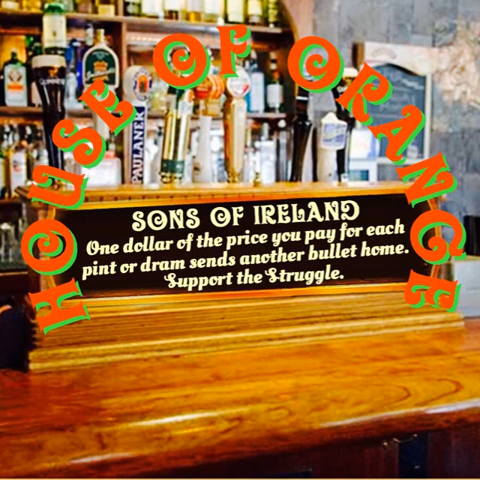 HOUSE OF ORANGE
GUINNESS
PAULANER
SONS OF IRELAND
One dollar of the price you pay for each
pint or dram sends another bullet home.
Support the Struggle.